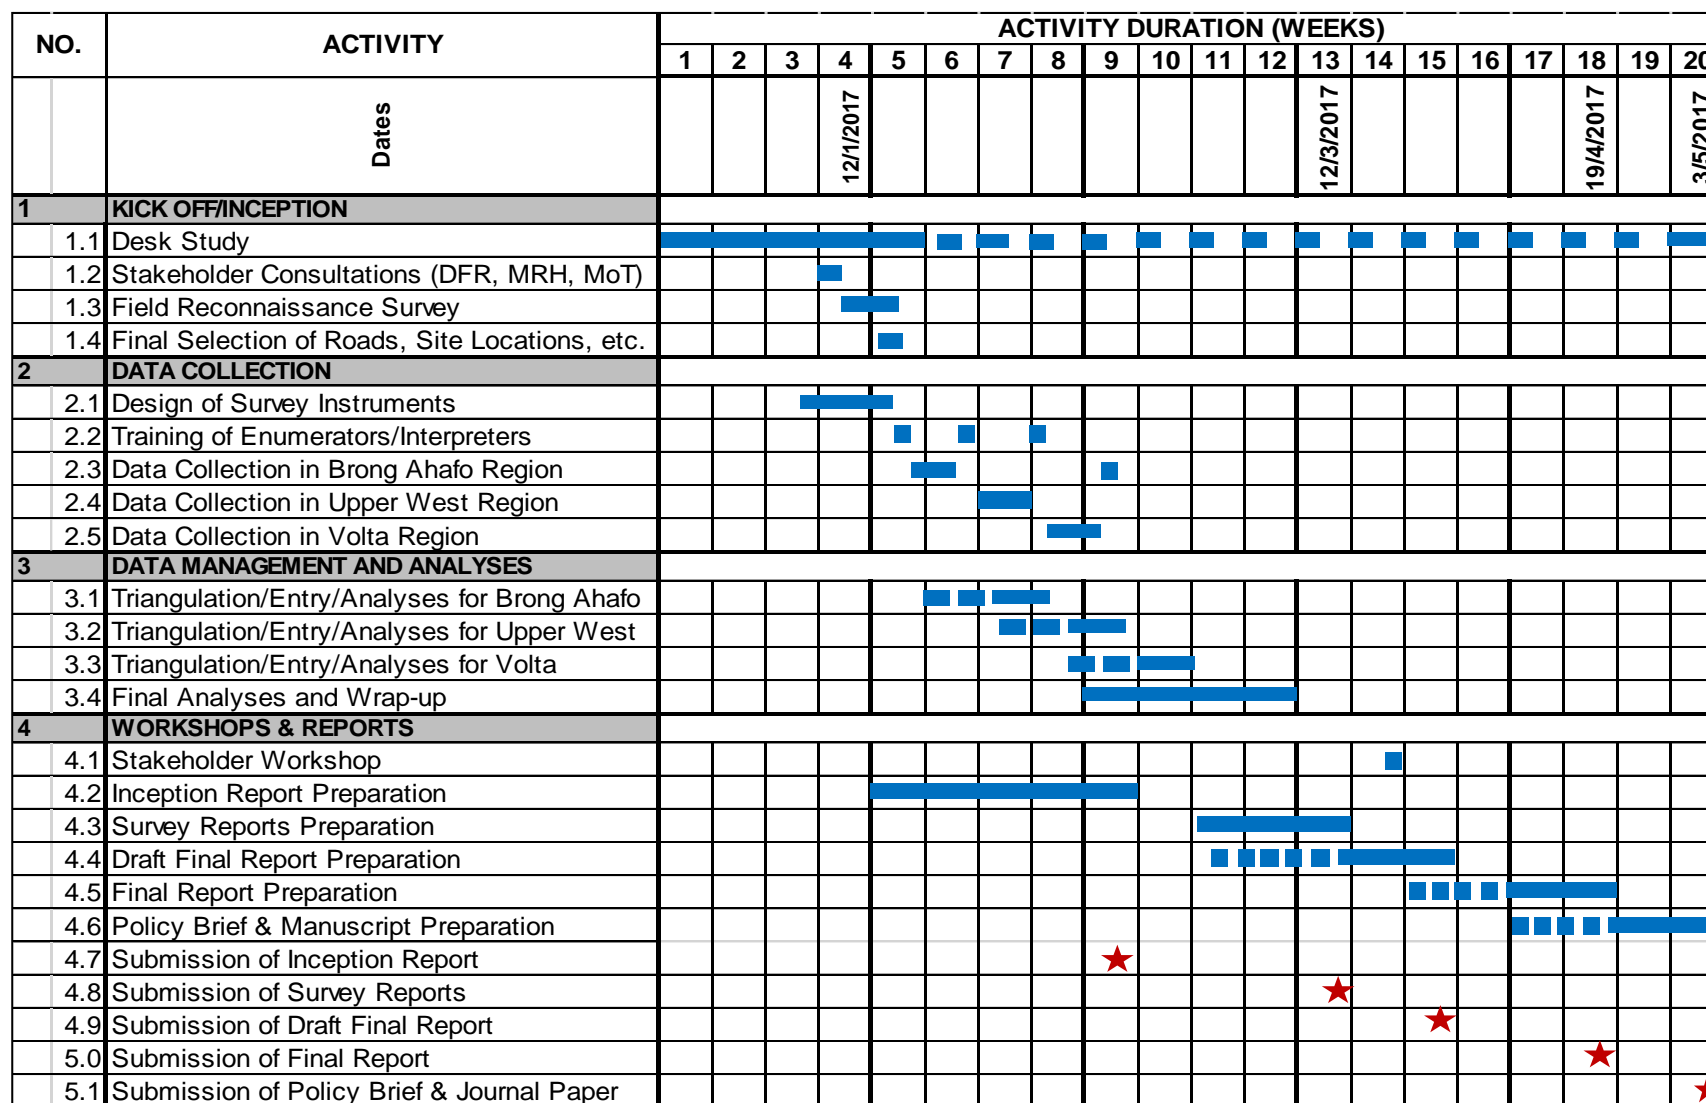 ACTIVITY DURATION (WEEKS)
NO. ACTIVITY
1 2 3 4 5 6 7 8 9 10 11 12 13 14 15 16 17 18 19 20
Dates 12/1/2017 12/3/2017 19/4/2017 3/5/2017
1 KICK OFF/INCEPTION
1.1 Desk Study
1.2 Stakeholder Consultations (DFR, MRH, MoT)
1.3 Field Reconnaissance Survey
1.4 Final Selection of Roads, Site Locations, etc.
2 DATA COLLECTION
2.1 Design of Survey Instruments
2.2 Training of Enumerators/Interpreters
2.3 Data Collection in Brong Ahafo Region
2.4 Data Collection in Upper West Region
2.5 Data Collection in Volta Region
3 DATA MANAGEMENT AND ANALYSES
3.1 Triangulation/Entry/Analyses for Brong Ahafo
3.2 Triangulation/Entry/Analyses for Upper West
3.3 Triangulation/Entry/Analyses for Volta
3.4 Final Analyses and Wrap-up
4 WORKSHOPS & REPORTS
4.1 Stakeholder Workshop
4.2 Inception Report Preparation
4.3 Survey Reports Preparation
4.4 Draft Final Report Preparation
4.5 Final Report Preparation
4.6 Policy Brief & Manuscript Preparation
4.7 Submission of Inception Report
4.8 Submission of Survey Reports
4.9 Submission of Draft Final Report
5.0 Submission of Final Report
5.1 Submission of Policy Brief & Journal Paper